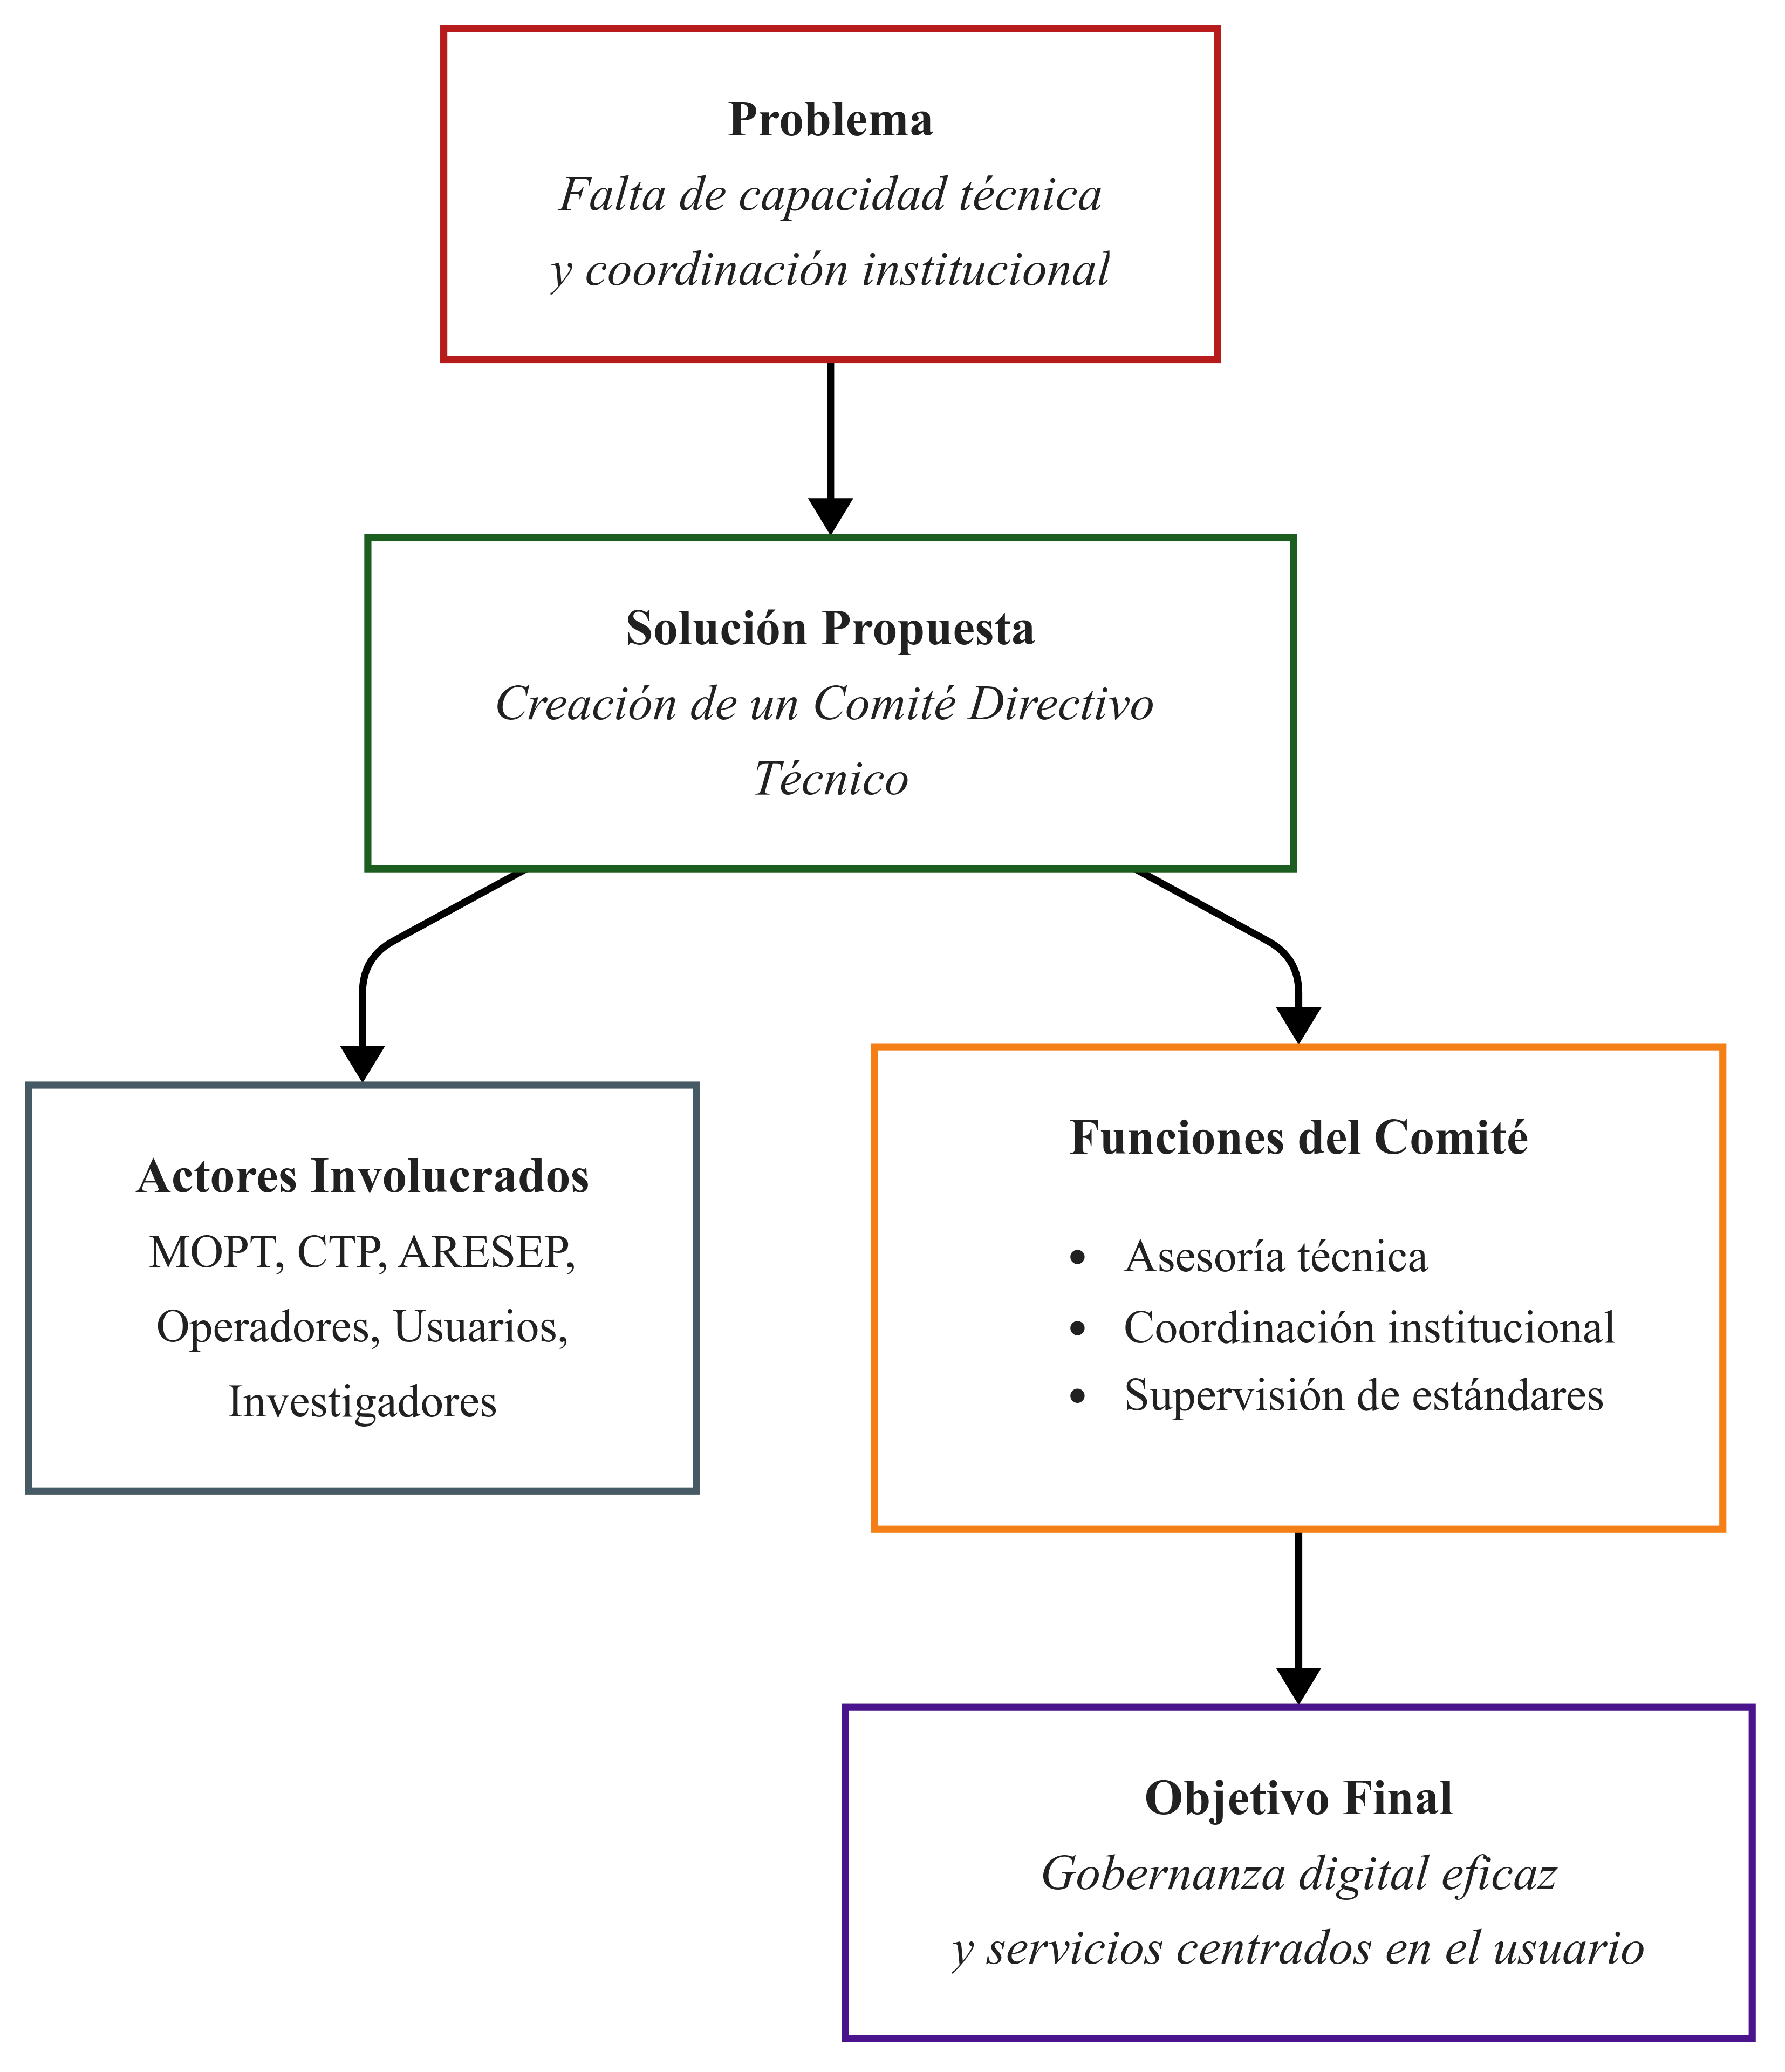 Problema
Falta de capacidad técnica
y coordinación institucional
Solución Propuesta
Creación de un Comité Directivo
Técnico
Actores Involucrados
MOPT, CTP, ARESEP,
Operadores, Usuarios,
Investigadores
Funciones del Comité
• Asesoría técnica
• Coordinación institucional
• Supervisión de estándares
Objetivo Final
Gobernanza digital eficaz
y servicios centrados en el usuario